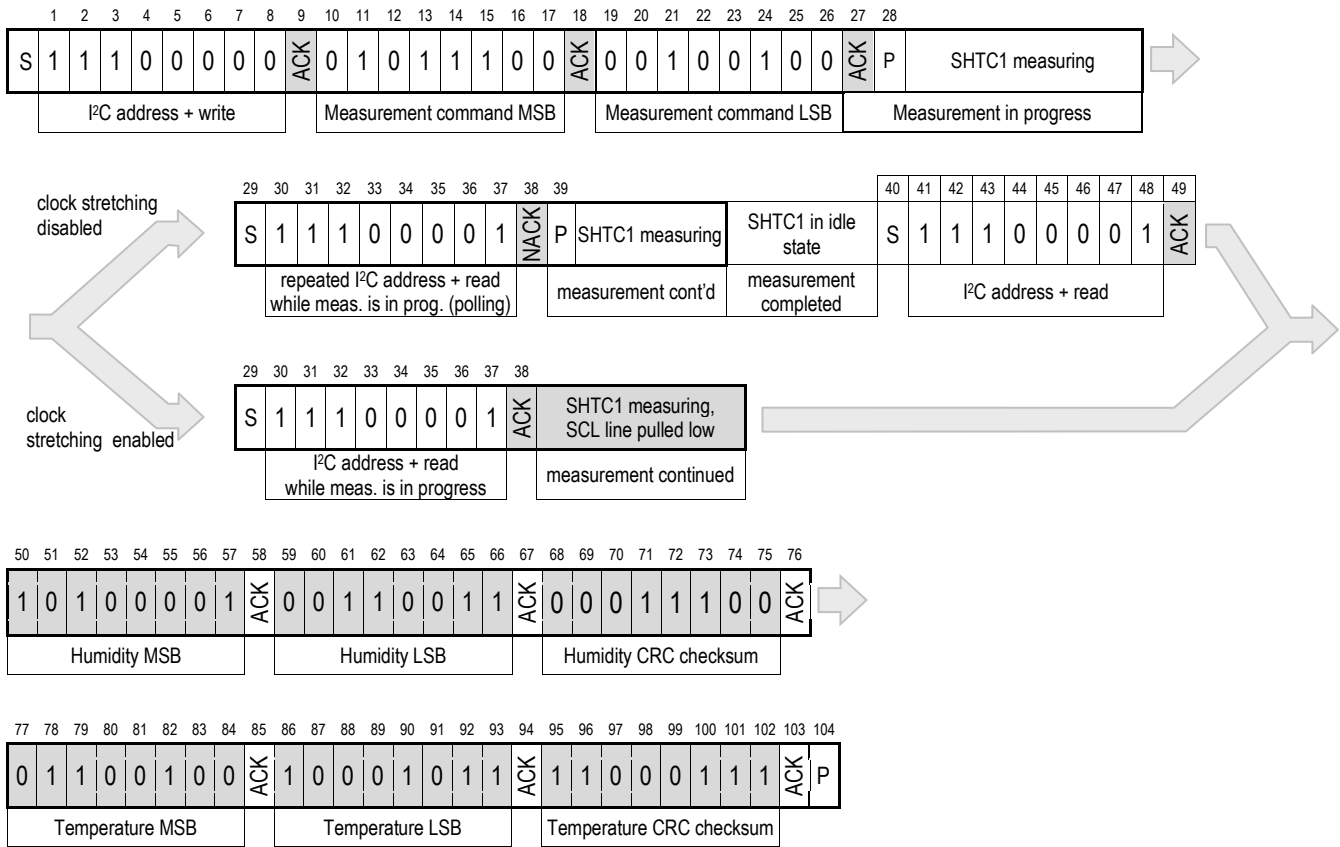 1 2 3 4 5 6 7 8 9 10 11 12 13 14 15 16 17 18 19 20 21 22 23 24 25 26 27 28
S 1 1 1 0 0 0 0 0 ACK 0 1 0 1 1 1 0 0 ACK 0 0 1 0 0 1 0 0 ACK P SHTC1 measuring
I²C address + write Measurement command MSB Measurement command LSB Measurement in progress
clock stretching
disabled
29 30 31 32 33 34 35 36 37 38 39 40 41 42 43 44 45 46 47 48 49
S 1 1 1 0 0 0 0 1 NACK P SHTC1 measuring SHTC1 in idle
state S 1 1 1 0 0 0 0 1 ACK
repeated I²C address + read
while meas. is in prog. (polling)
measurement cont'd
measurement
completed
I²C address + read
clock
stretching enabled
29 30 31 32 33 34 35 36 37 38
S 1 1 1 0 0 0 0 1 ACK SHTC1 measuring,
SCL line pulled low
I²C address + read
while meas. is in progress
measurement continued
50 51 52 53 54 55 56 57 58 59 60 61 62 63 64 65 66 67 68 69 70 71 72 73 74 75 76
1 0 1 0 0 0 0 1 ACK 0 0 1 1 0 0 1 1 ACK 0 0 0 1 1 1 0 0 ACK
Humidity MSB Humidity LSB Humidity CRC checksum
77 78 79 80 81 82 83 84 85 86 87 88 89 90 91 92 93 94 95 96 97 98 99 100 101 102 103 104
0 1 1 0 0 1 0 0 ACK 1 0 0 0 1 0 1 1 ACK 1 1 0 0 0 1 1 1 ACK P
Temperature MSB Temperature LSB Temperature CRC checksum